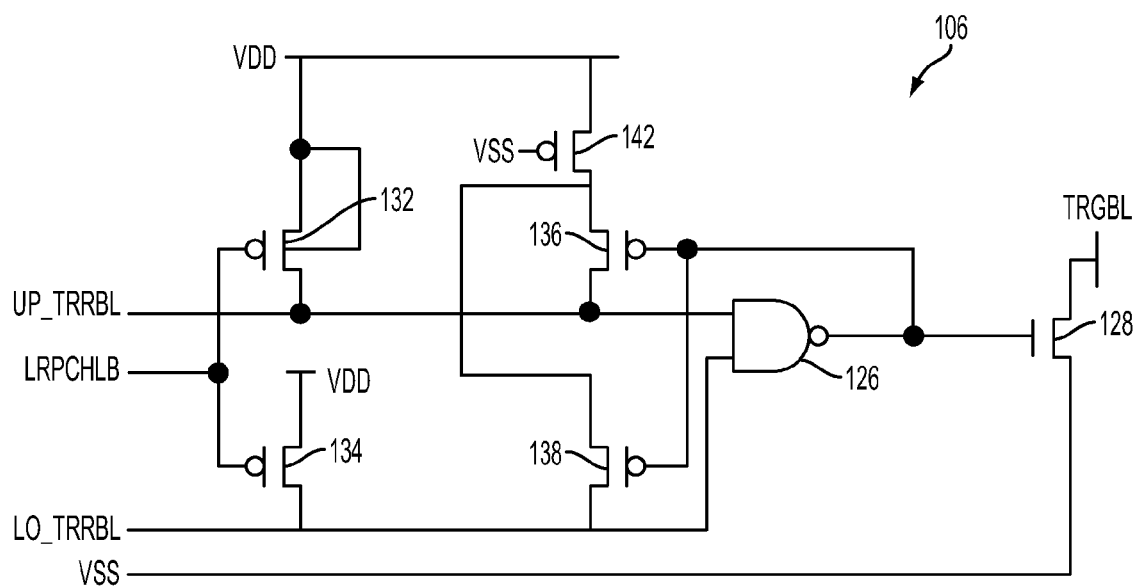 106
VDD
VSS
142
132
136
TRGBL
UP_TRRBL
128
LRPCHLB
VDD
126
134
138
LO_TRRBL
VSS